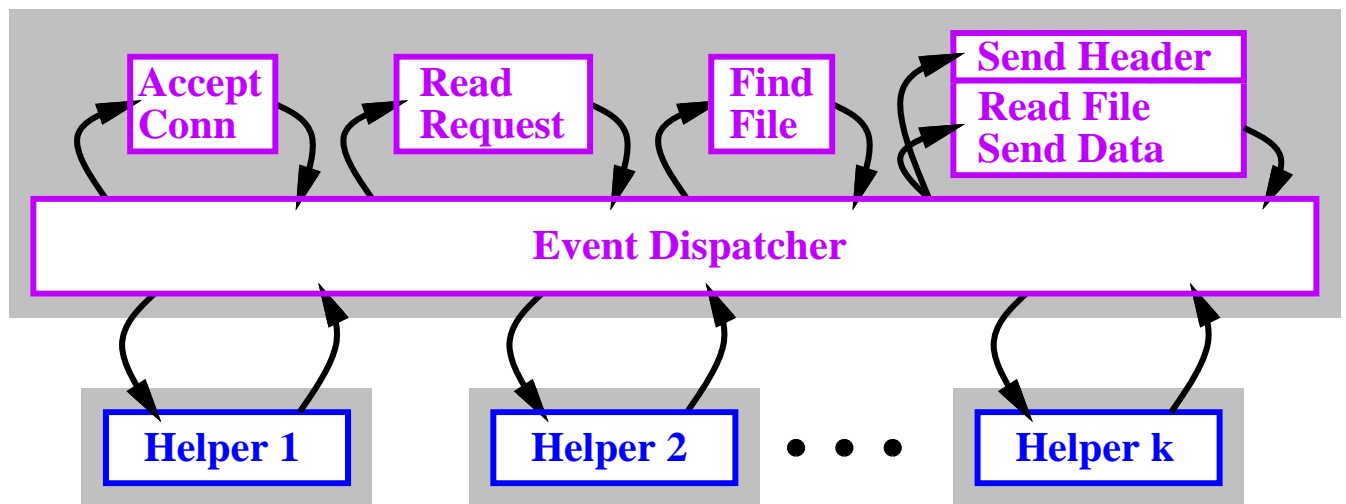 Accept
Conn
Read
Request
Find
File
Send Header
Read File
Send Data
Event Dispatcher
Helper 1
Helper 2
Helper k